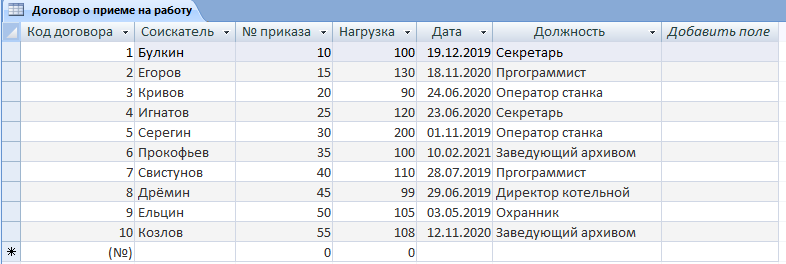 Договор о приеме на работу
Код договора Соискатель № приказа Нагрузка Дата Должность Добавить поле
1 Булкин 10 100 19.12.2019 Секретарь
2 Егоров 15 130 18.11.2020 Пргограммист
3 Кривов 20 90 24.06.2020 Оператор станка
4 Игнатов 25 120 23.06.2020 Секретарь
5 Серегин 30 200 01.11.2019 Оператор станка
6 Прокофьев 35 100 10.02.2021 Заведующий архивом
7 Свистунов 40 110 28.07.2019 Пргограммист
8 Дрёмин 45 99 29.06.2019 Директор котельной
9 Ельцин 50 105 03.05.2019 Охранник
10 Козлов 55 108 12.11.2020 Заведующий архивом
(№) 0 0